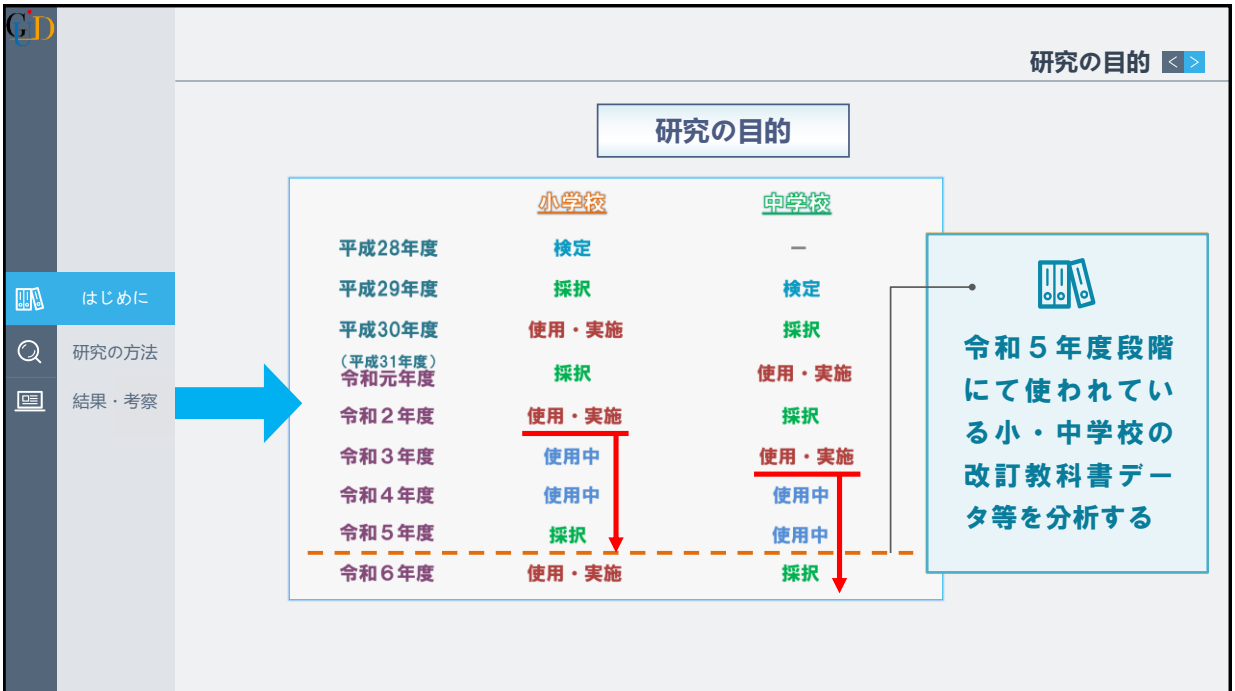 GUD
研究の目的 < >
研究の目的
はじめに
研究の方法
結果・考察
小学校 中学校
平成28年度 検定 －
平成29年度 採択 検定
平成30年度 使用・実施 採択
（平成31年度）
令和元年度 採択 使用・実施
令和２年度 使用・実施 採択
令和３年度 使用中 使用・実施
令和４年度 使用中 使用中
令和５年度 採択 使用中
令和６年度 使用・実施 採択
令和５年度段階
にて使われてい
る小・中学校の
改訂教科書デー
タ等を分析する